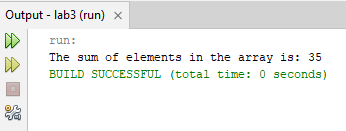 Output - lab3 (run) ×
run:
The sum of elements in the array is: 35
BUILD SUCCESSFUL (total time: 0 seconds)